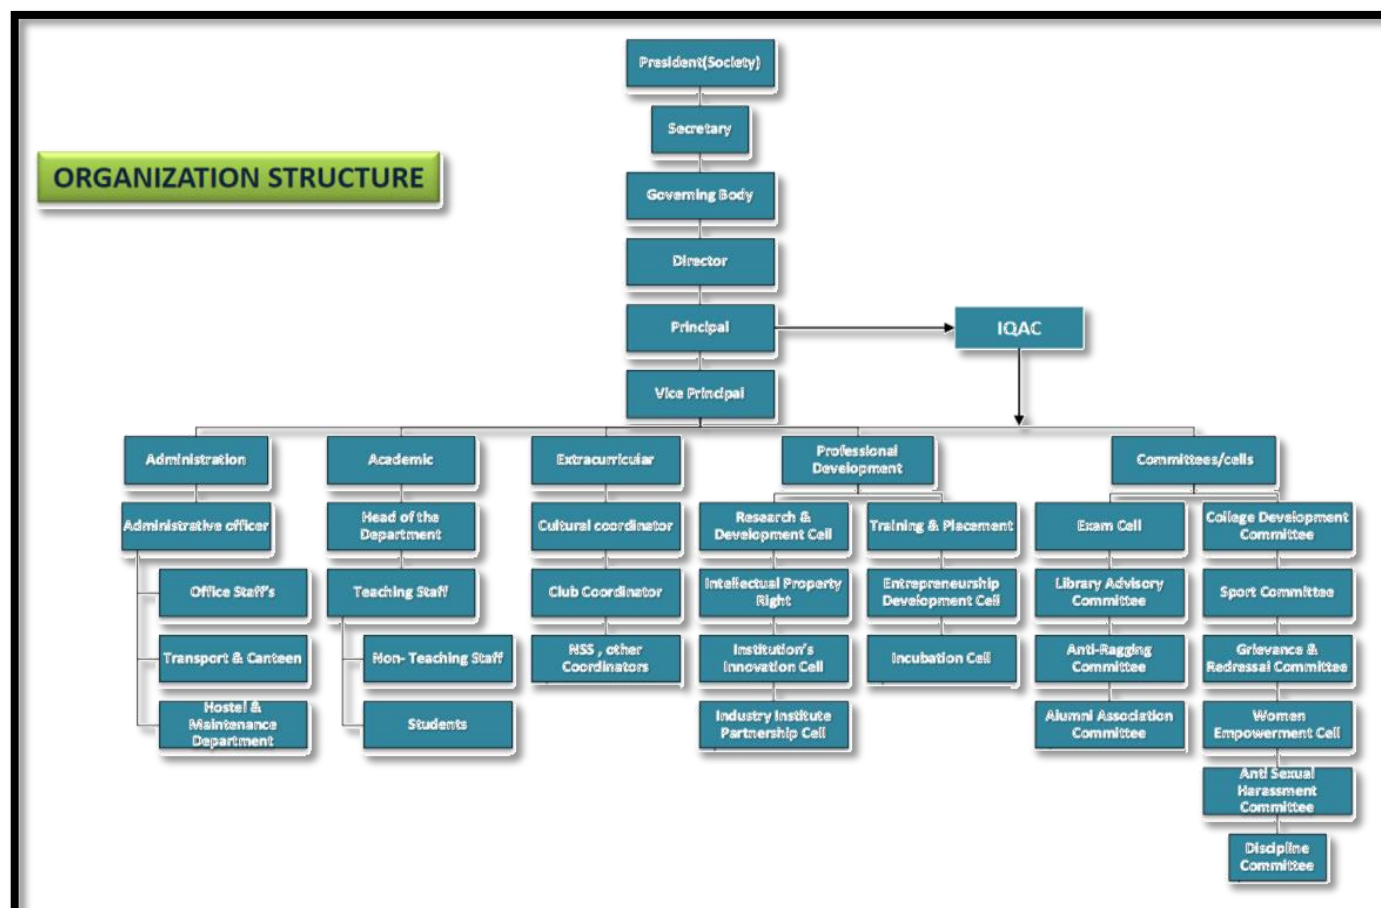 President(Society)
Secretary
ORGANIZATION STRUCTURE
Governing Body
Director
Principal
IQAC
Vice Principal
Administration
Academic
Extracurricular
Professional
Development
Committees/cells
Administrative officer
Head of the
Department
Cultural coordinator
Research &
Development Cell
Training & Placement
Exam Cell
College Development
Committee
Office Staff's
Teaching Staff
Club Coordinator
Intellectual Property
Right
Entrepreneurship
Development Cell
Library Advisory
Committee
Sport Committee
Transport & Canteen
Non- Teaching Staff
NSS , other
Coordinators
Institution's
Innovation Cell
Incubation Cell
Anti-Ragging
Committee
Grievance &
Redressal Committee
Hostel &
Maintenance
Department
Students
Industry Institute
Partnership Cell
Alumni Association
Committee
Women
Empowerment Cell
Anti Sexual
Harassment
Committee
Discipline
Committee